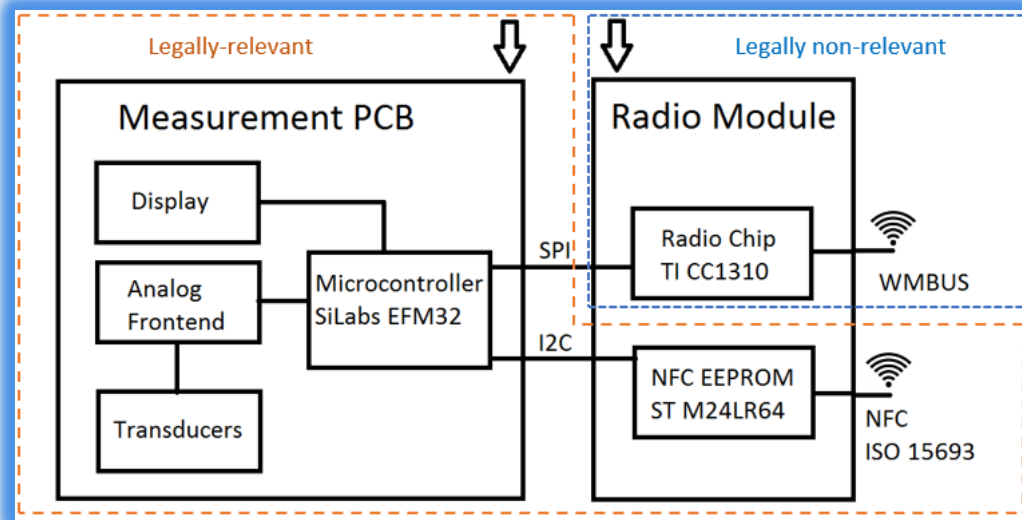 Legally-relevant
Legally non-relevant
Measurement PCB
Radio Module
Display
Analog
Frontend
Transducers
Microcontroller
SiLabs EFM32
SPI
I2C
Radio Chip
TI CC1310
WMBUS
NFC EEPROM
ST M24LR64
NFC
ISO 15693